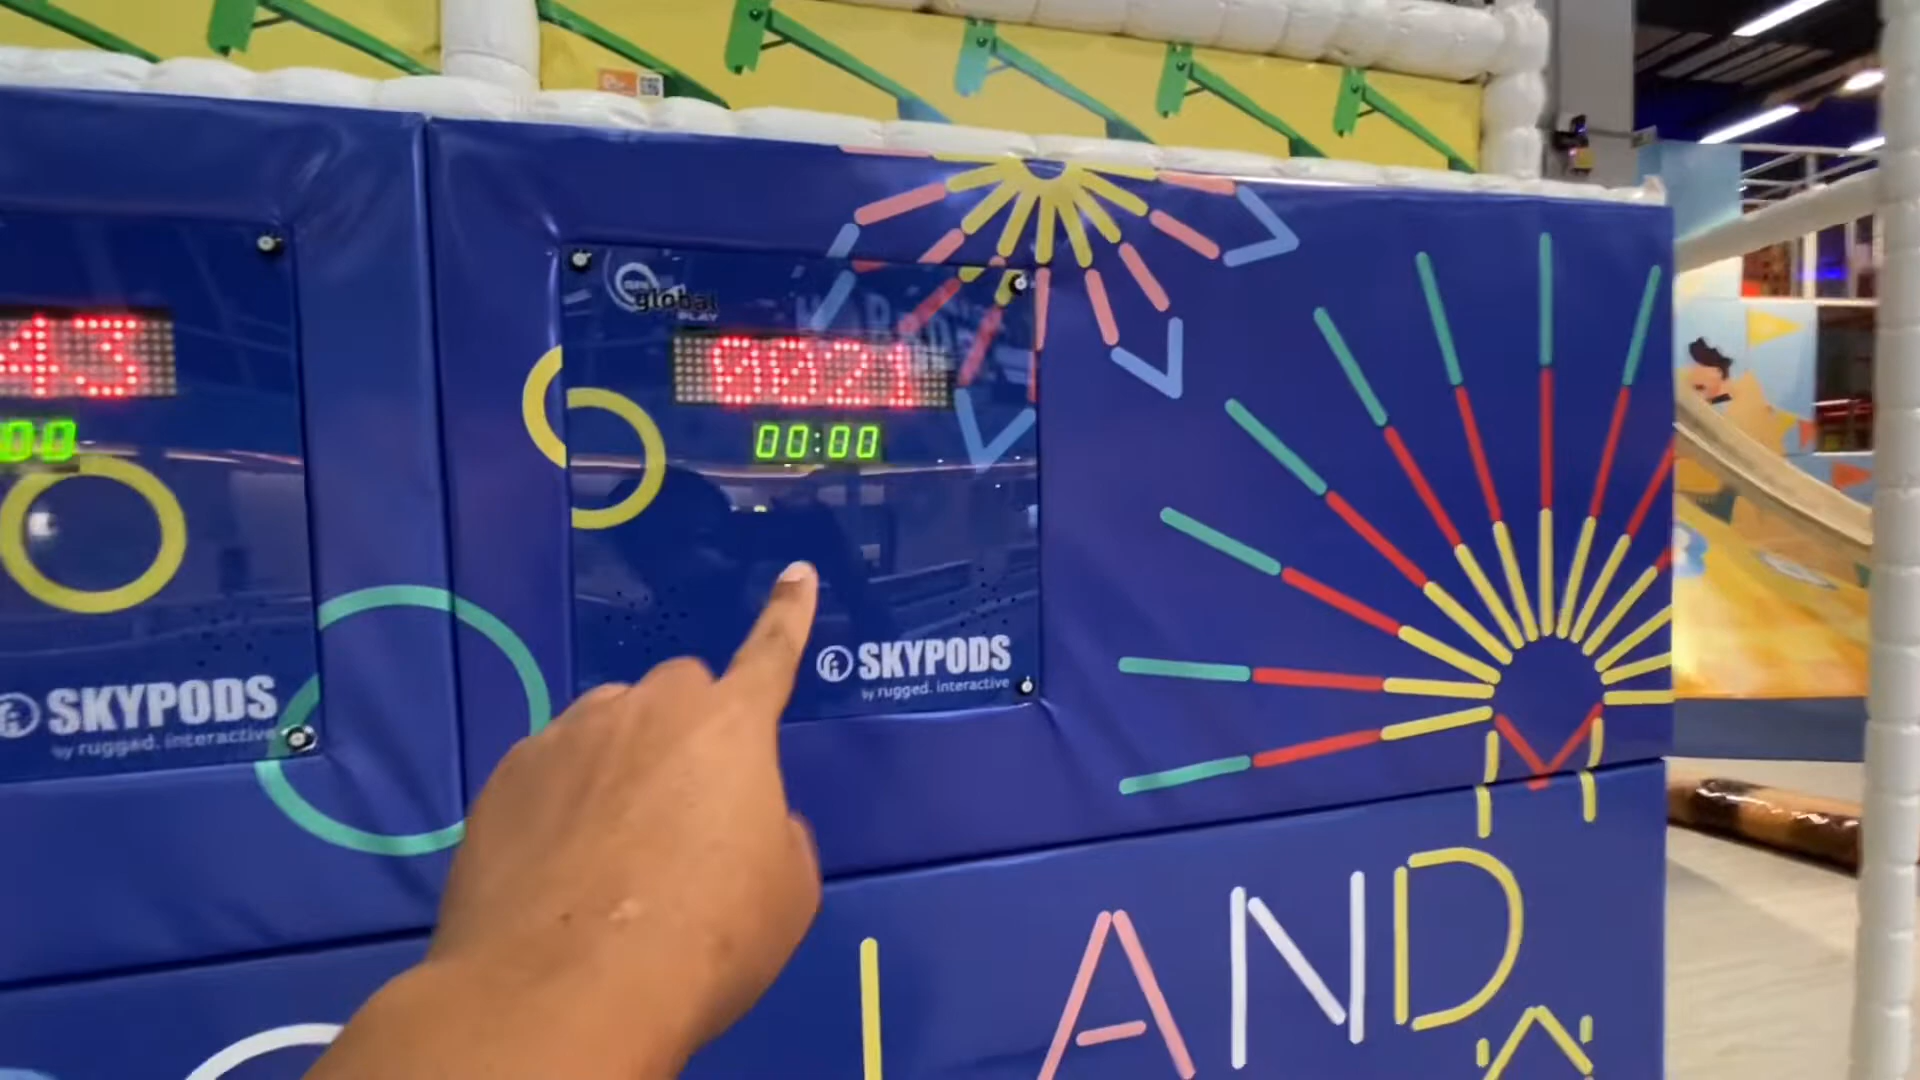 global
PLAY
43
0021
00
00:00
SKYPODS
by rugged. interactive
SKYPODS
by rugged. interactive
LAND